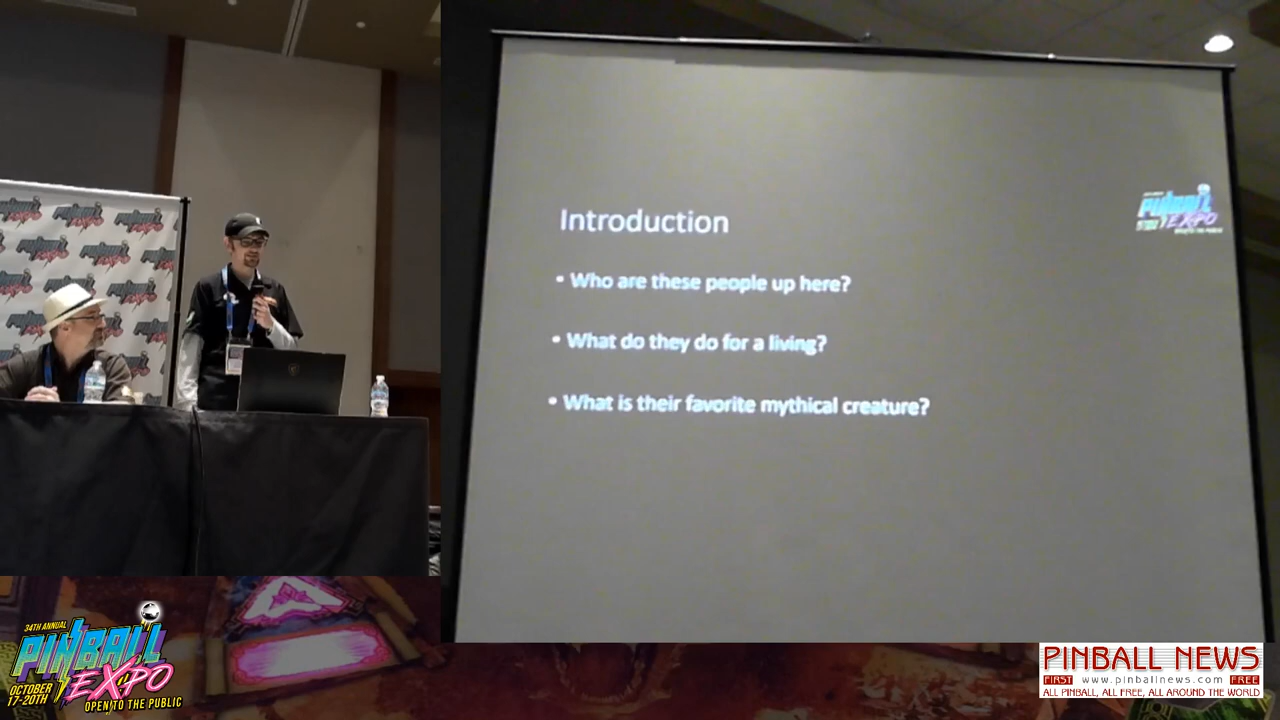 Introduction
• Who are these people up here?
• What do they do for a living?
• What is their favorite mythical creature?
PINBALL
EXPO
34TH ANNUAL
PINBALL
EXPO
OCTOBER
17-20TH
OPEN TO THE PUBLIC
PINBALL NEWS
FIRST www.pinballnews.com FREE
ALL PINBALL, ALL FREE, ALL AROUND THE WORLD